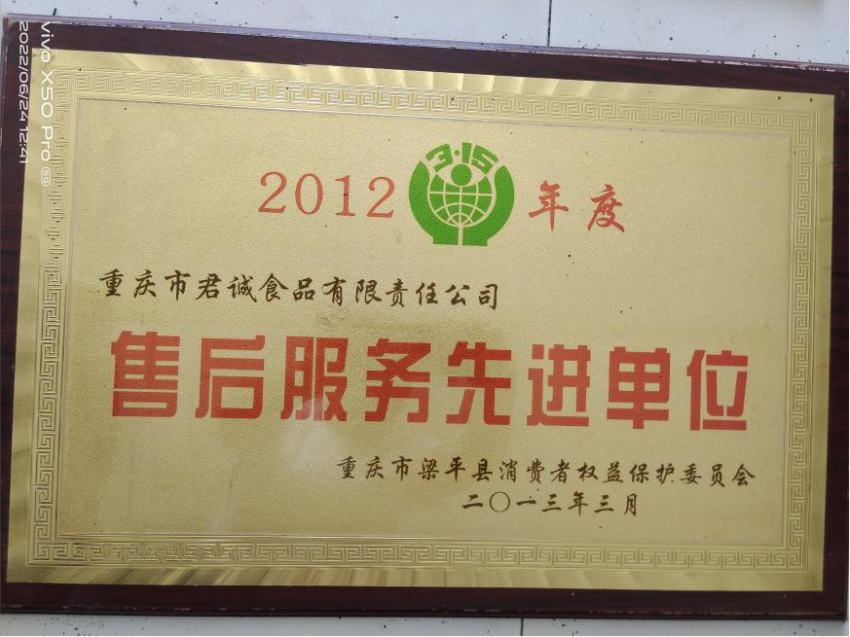 2012 3·15 年度
重庆市君诚食品有限责任公司
售后服务先进单位
重庆市梁平县消费者权益保护委员会
二〇一三年三月
vivo X50 Pro 5G
2022/06/24 12:41